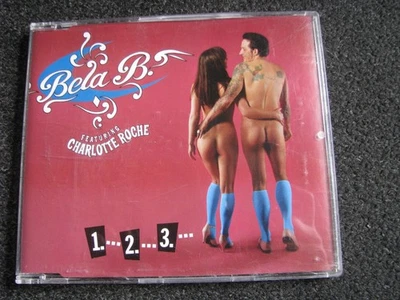 Bela B.
FEATURING
CHARLOTTE ROCHE
1.... 2.... 3....